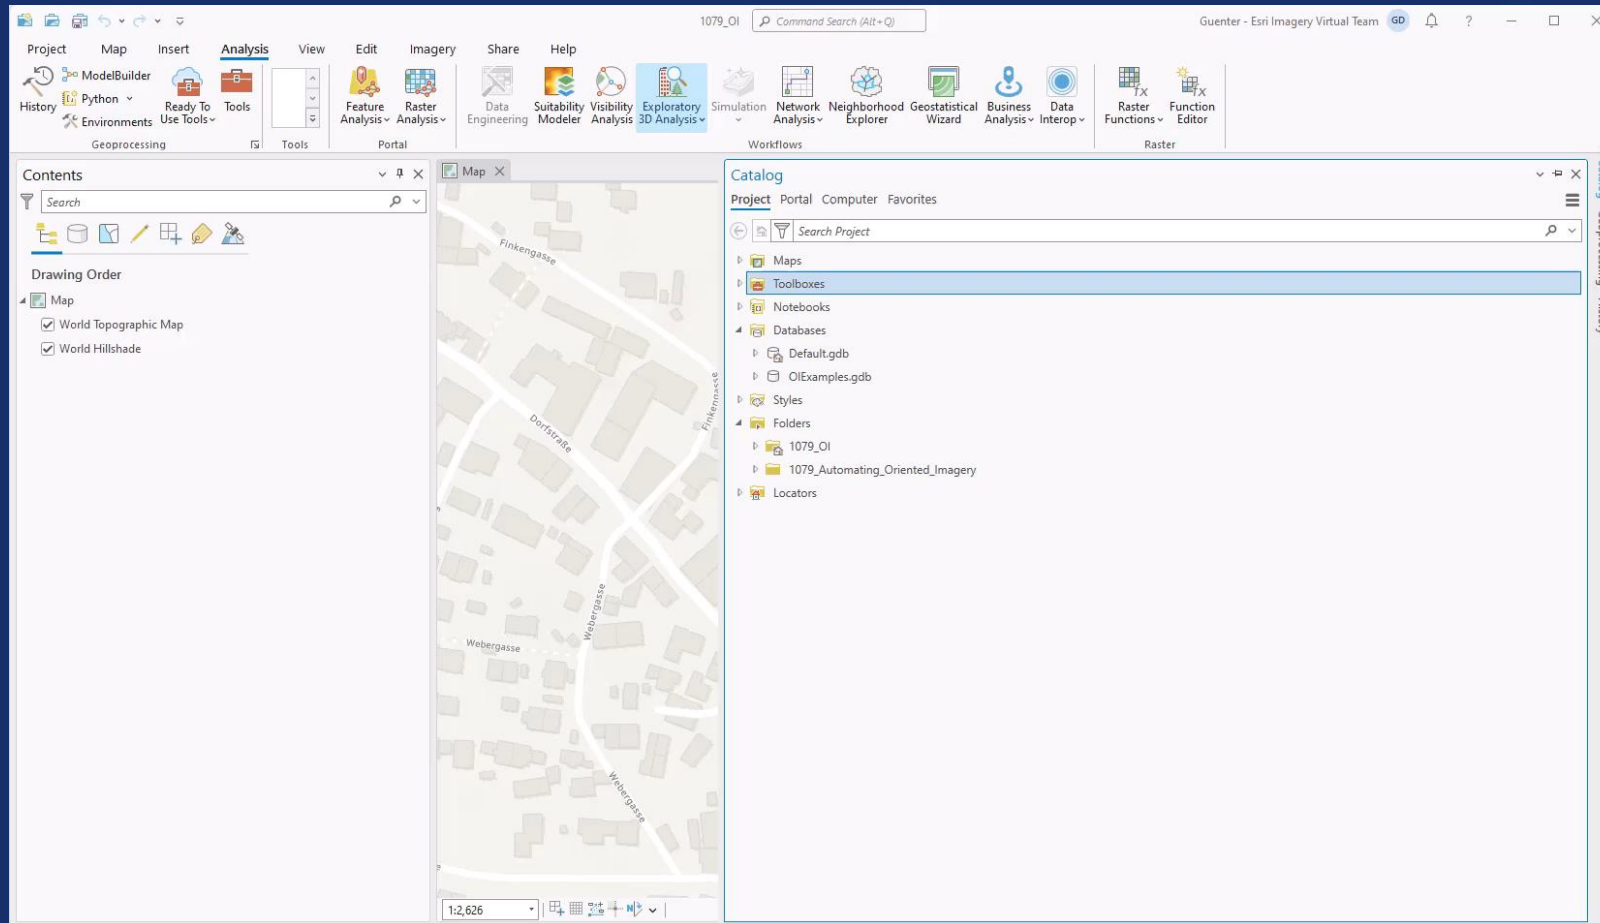 1079_OI
Command Search (Alt+Q)
Guenter - Esri Imagery Virtual Team GD ?
Project Map Insert Analysis View Edit Imagery Share Help
History
ModelBuilder
Python
Environments
Ready To Use Tools
Tools
Feature Analysis
Raster Analysis
Data Engineering
Suitability Modeler
Visibility Analysis
Exploratory 3D Analysis
Simulation
Network Analysis
Neighborhood Explorer
Geostatistical Wizard
Business Analysis
Data Interop
Raster Functions
Function Editor
Geoprocessing Tools Portal Workflows Raster
Contents
Search
Drawing Order
Map
World Topographic Map
World Hillshade
Map
Finkengasse
Finkengasse
Dorfstraße
Webergasse
Webergasse
Webergasse
1:2,626
Catalog
Project Portal Computer Favorites
Search Project
Maps
Toolboxes
Notebooks
Databases
Default.gdb
OIExamples.gdb
Styles
Folders
1079_OI
1079_Automating_Oriented_Imagery
Locators